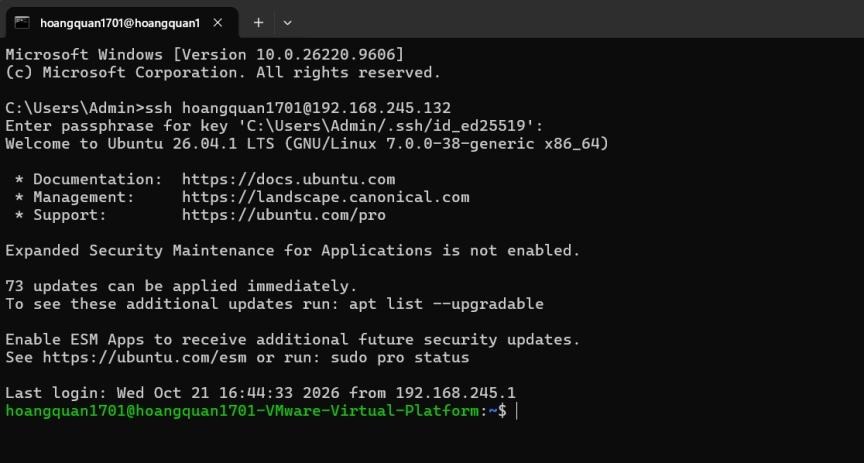 hoangquan1701@hoangquan1
Microsoft Windows [Version 10.0.26220.9606]
(c) Microsoft Corporation. All rights reserved.
C:\Users\Admin>ssh hoangquan1701@192.168.245.132
Enter passphrase for key 'C:\Users\Admin/.ssh/id_ed25519':
Welcome to Ubuntu 26.04.1 LTS (GNU/Linux 7.0.0-38-generic x86_64)
* Documentation:  https://docs.ubuntu.com
* Management:     https://landscape.canonical.com
* Support:        https://ubuntu.com/pro
Expanded Security Maintenance for Applications is not enabled.
73 updates can be applied immediately.
To see these additional updates run: apt list --upgradable
Enable ESM Apps to receive additional future security updates.
See https://ubuntu.com/esm or run: sudo pro status
Last login: Wed Oct 21 16:44:33 2026 from 192.168.245.1
hoangquan1701@hoangquan1701-VMware-Virtual-Platform:~$